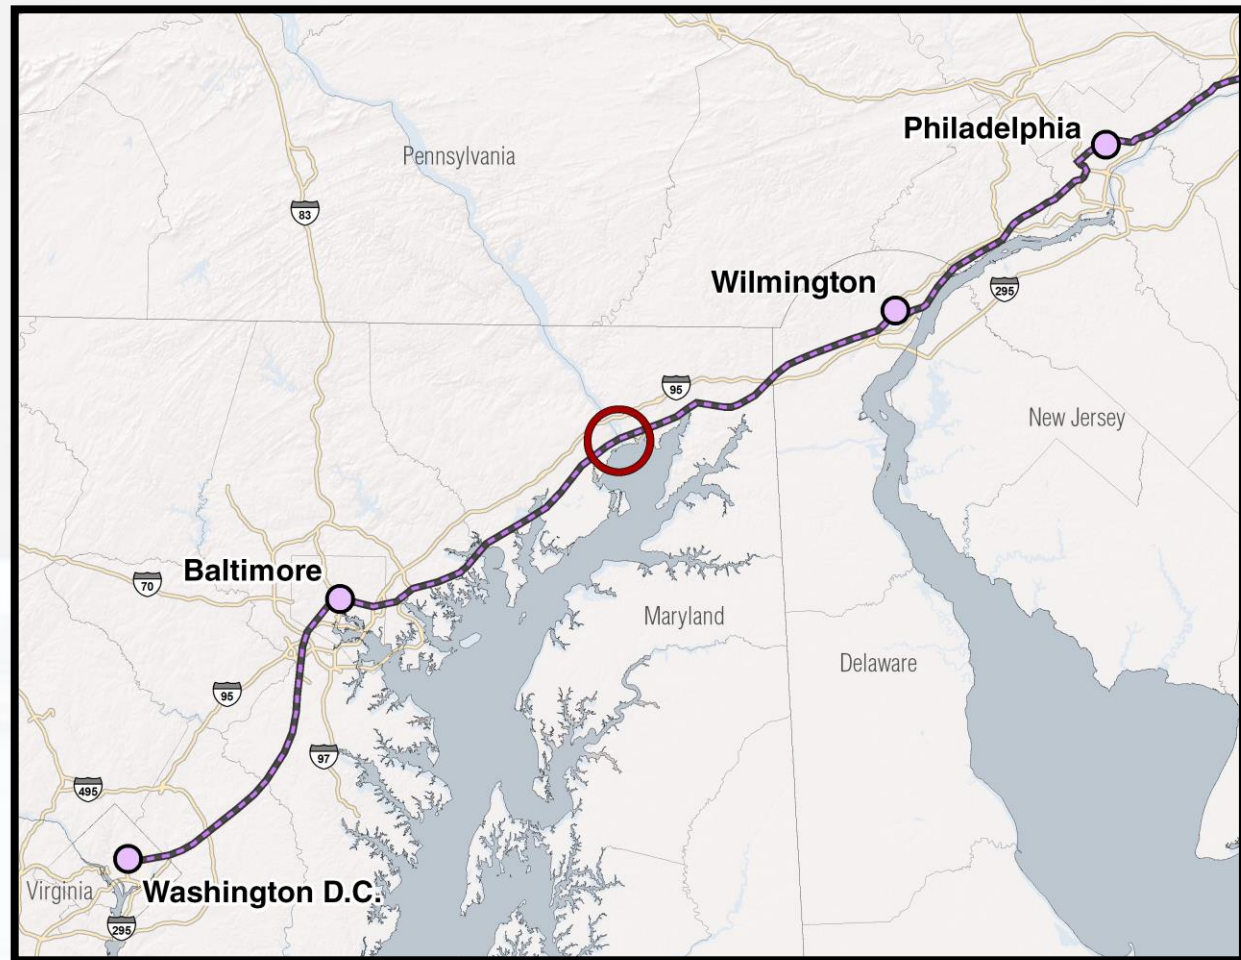 Philadelphia
Pennsylvania
83
Wilmington
295
95
New Jersey
Baltimore
70
Maryland
Delaware
95
97
495
Virginia
Washington D.C.
295